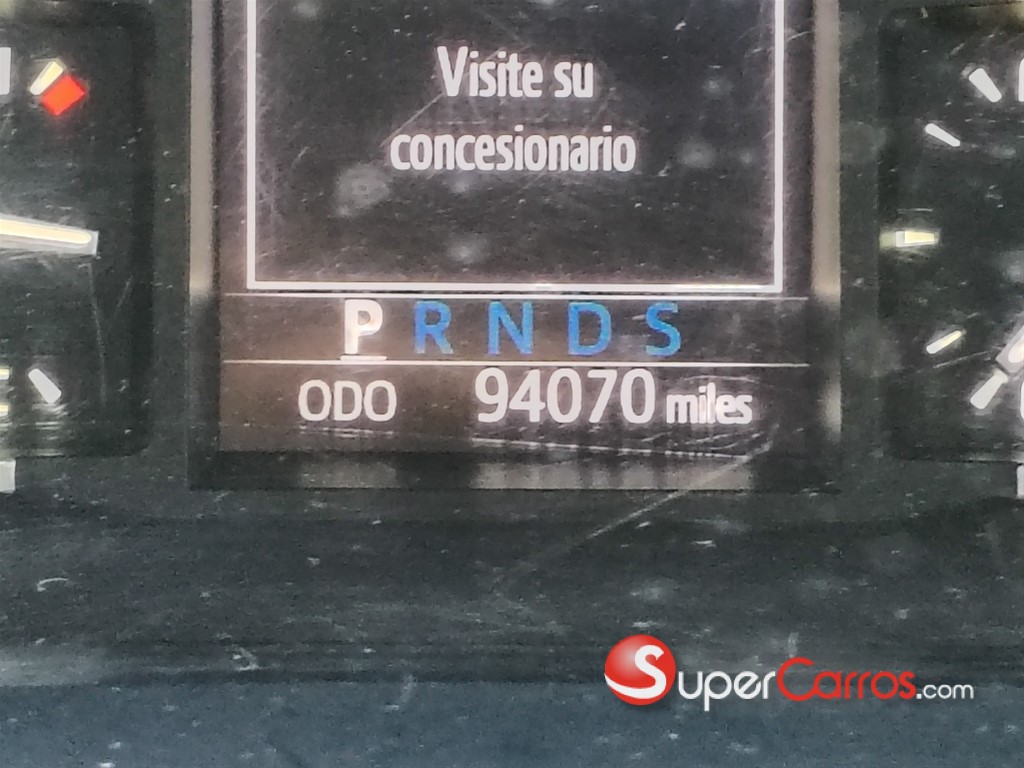 Visite su
concesionario
P R N D S
ODO 94070 miles
SuperCarros.com